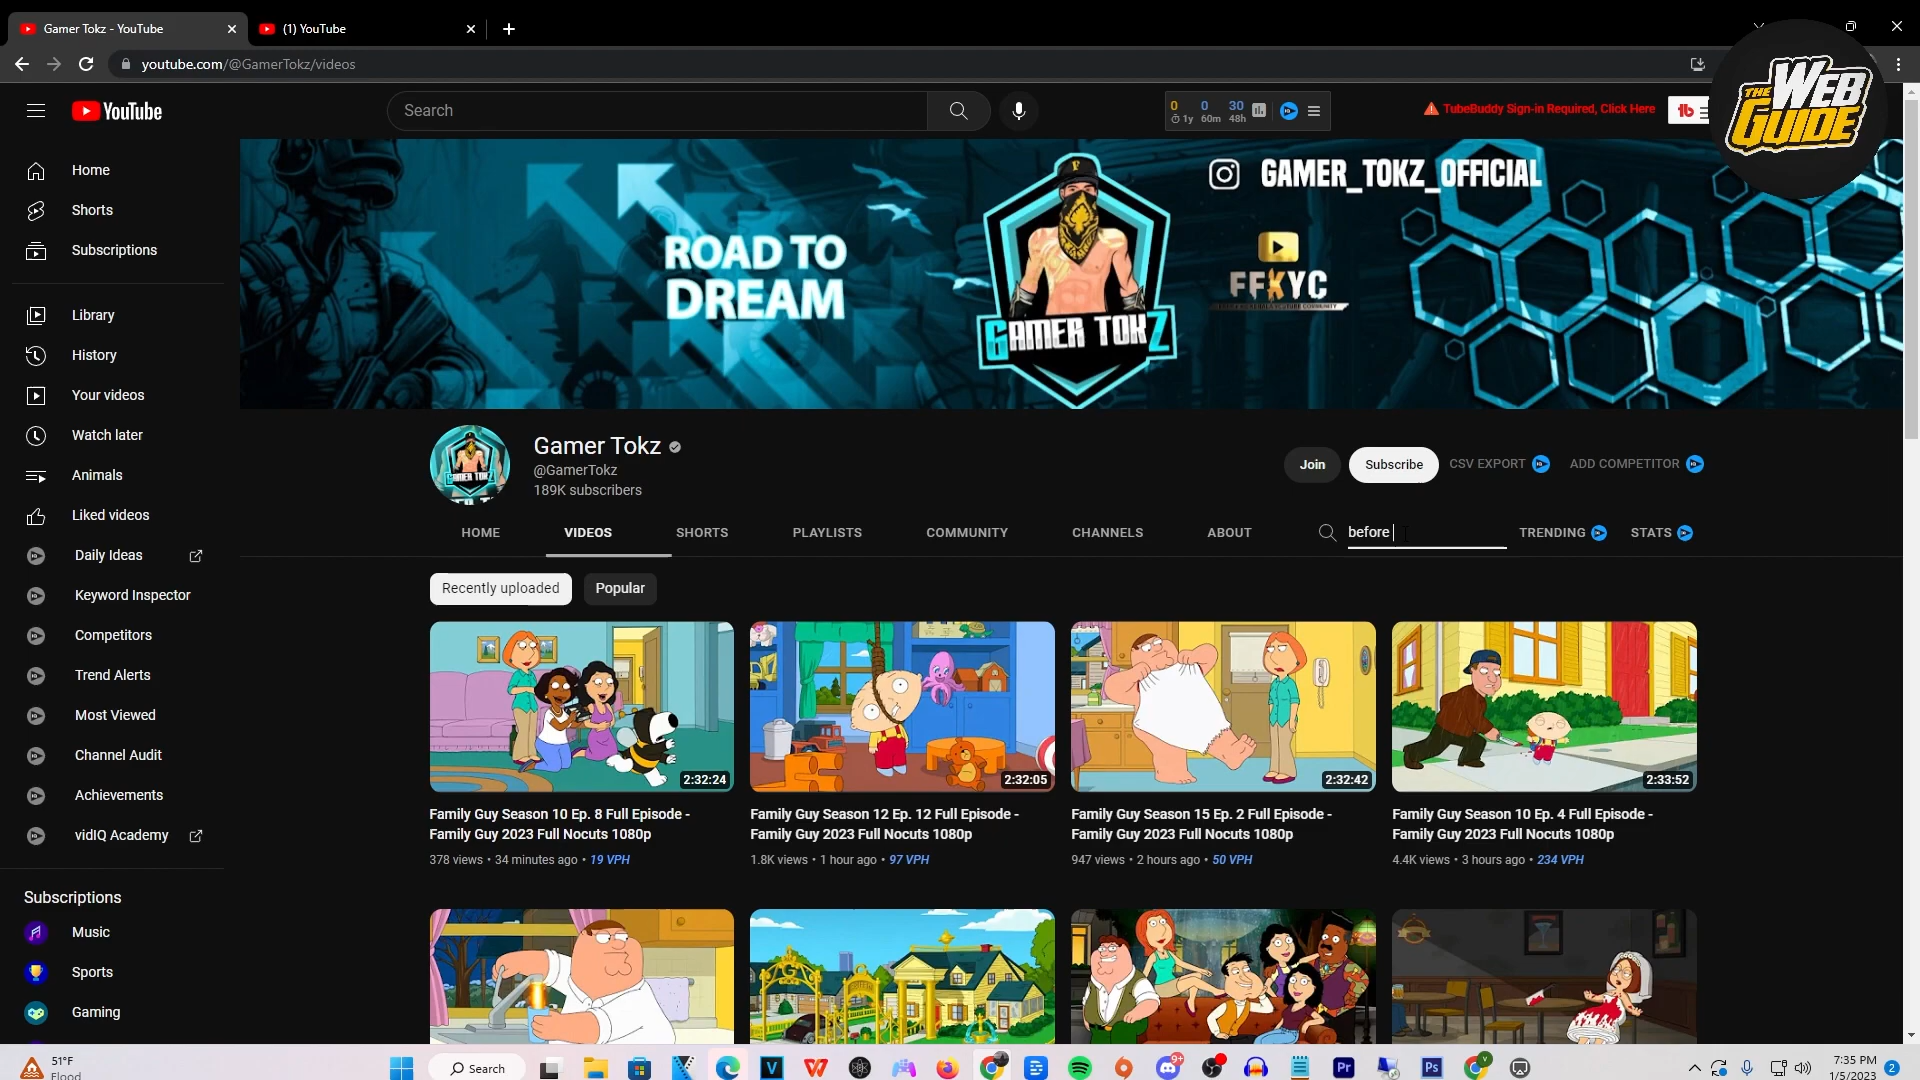 Gamer Tokz - YouTube
(1) YouTube
youtube.com/@GamerTokz/videos
THE WEB GUIDE
YouTube
Search
0 0 30
1y 60m 48h
TubeBuddy Sign-in Required, Click Here
tb
Home
Shorts
Subscriptions
Library
History
Your videos
Watch later
Animals
Liked videos
Daily Ideas
Keyword Inspector
Competitors
Trend Alerts
Most Viewed
Channel Audit
Achievements
vidIQ Academy
Subscriptions
Music
Sports
Gaming
ROAD TO
DREAM
GAMER TOKZ
GAMER_TOKZ_OFFICIAL
FFKYC
Gamer Tokz
@GamerTokz
189K subscribers
Join
Subscribe
CSV EXPORT
ADD COMPETITOR
HOME
VIDEOS
SHORTS
PLAYLISTS
COMMUNITY
CHANNELS
ABOUT
before
TRENDING
STATS
Recently uploaded
Popular
2:32:24
2:32:05
2:32:42
2:33:52
Family Guy Season 10 Ep. 8 Full Episode -
Family Guy 2023 Full Nocuts 1080p
378 views • 34 minutes ago • 19 VPH
Family Guy Season 12 Ep. 12 Full Episode -
Family Guy 2023 Full Nocuts 1080p
1.8K views • 1 hour ago • 97 VPH
Family Guy Season 15 Ep. 2 Full Episode -
Family Guy 2023 Full Nocuts 1080p
947 views • 2 hours ago • 50 VPH
Family Guy Season 10 Ep. 4 Full Episode -
Family Guy 2023 Full Nocuts 1080p
4.4K views • 3 hours ago • 234 VPH
51°F
Flood
Search
7:35 PM
1/5/2023
2